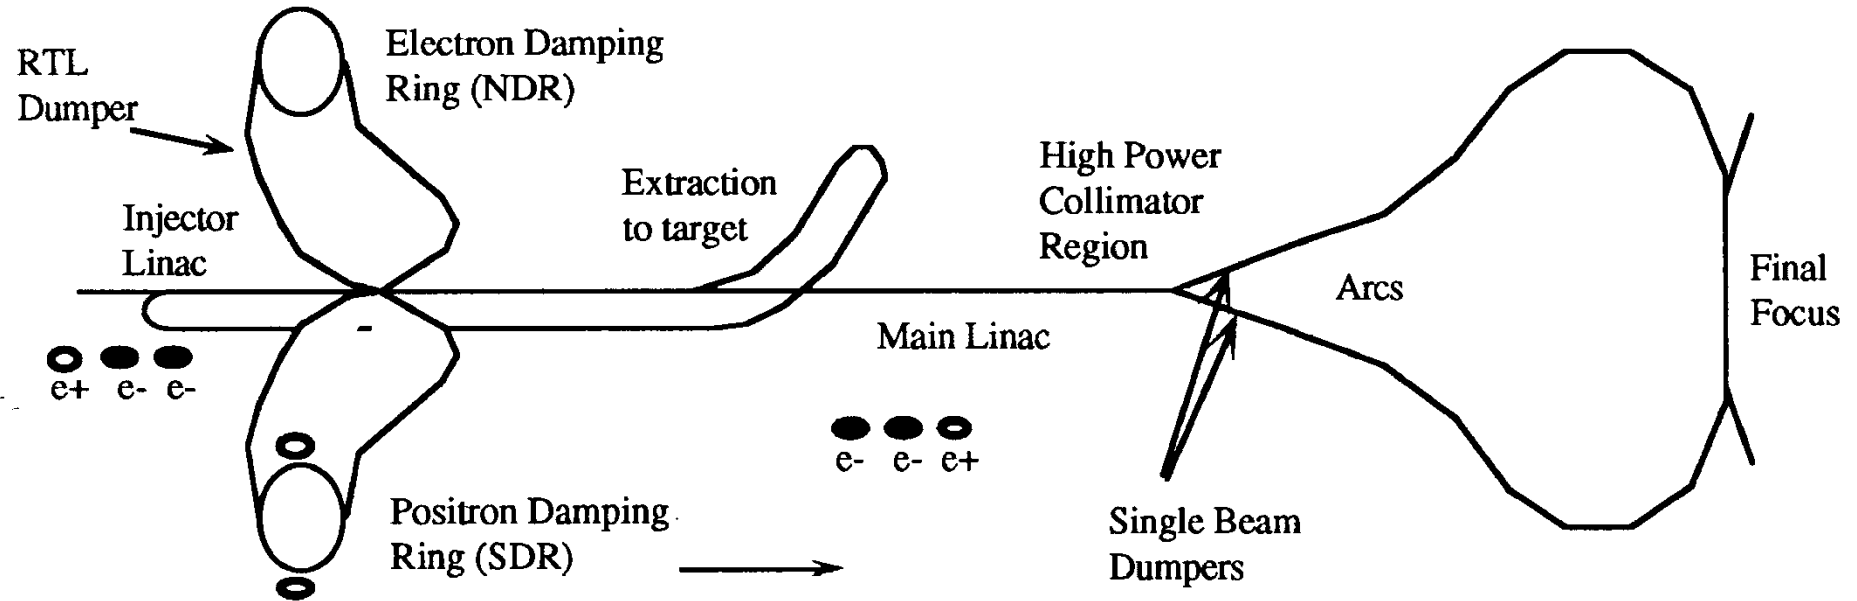 RTL
Dumper
Electron Damping
Ring (NDR)
Injector
Linac
Extraction
to target
High Power
Collimator
Region
Arcs
Final
Focus
Main Linac
e+ e- e-
e- e- e+
Positron Damping
Ring (SDR)
Single Beam
Dumpers